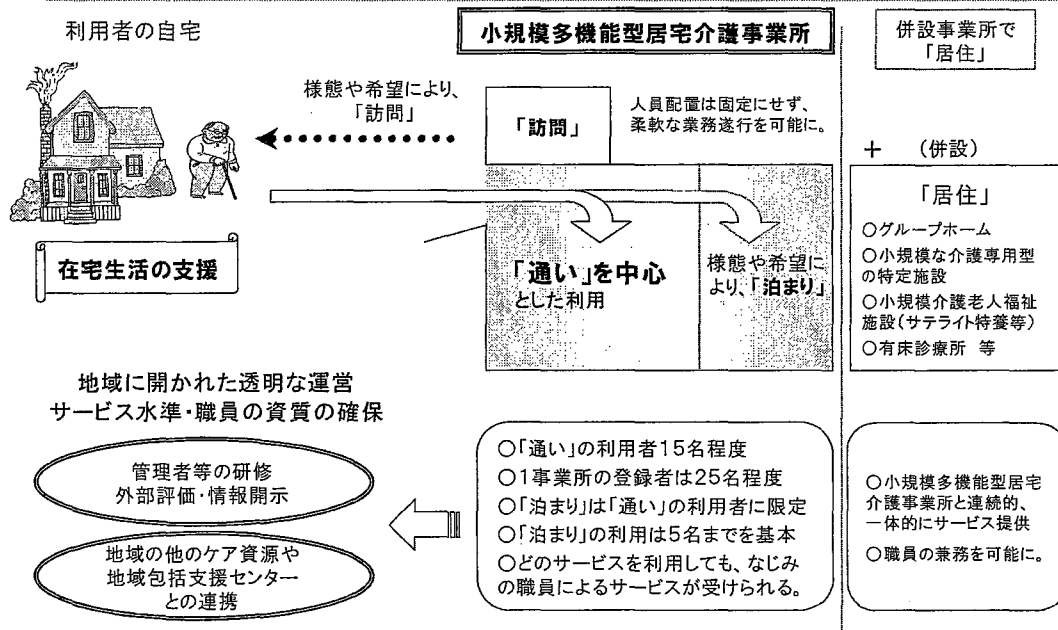 利用者の自宅
小規模多機能型居宅介護事業所
併設事業所で
「居住」
様態や希望により、
「訪問」
「訪問」
人員配置は固定にせず、
柔軟な業務遂行を可能に。
+ (併設)
在宅生活の支援
「通い」を中心
とした利用
様態や希望に
より、「泊まり」
「居住」
○グループホーム
○小規模な介護専用型
の特定施設
○小規模介護老人福祉
施設(サテライト特養等)
○有床診療所 等
地域に開かれた透明な運営
サービス水準・職員の資質の確保
管理者等の研修
外部評価・情報開示
地域の他のケア資源や
地域包括支援センター
との連携
○「通い」の利用者15名程度
○1事業所の登録者は25名程度
○「泊まり」は「通い」の利用者に限定
○「泊まり」の利用は5名までを基本
○どのサービスを利用しても、なじみ
の職員によるサービスが受けられる。
○小規模多機能型居宅
介護事業所と連続的、
一体的にサービス提供
○職員の兼務を可能に。